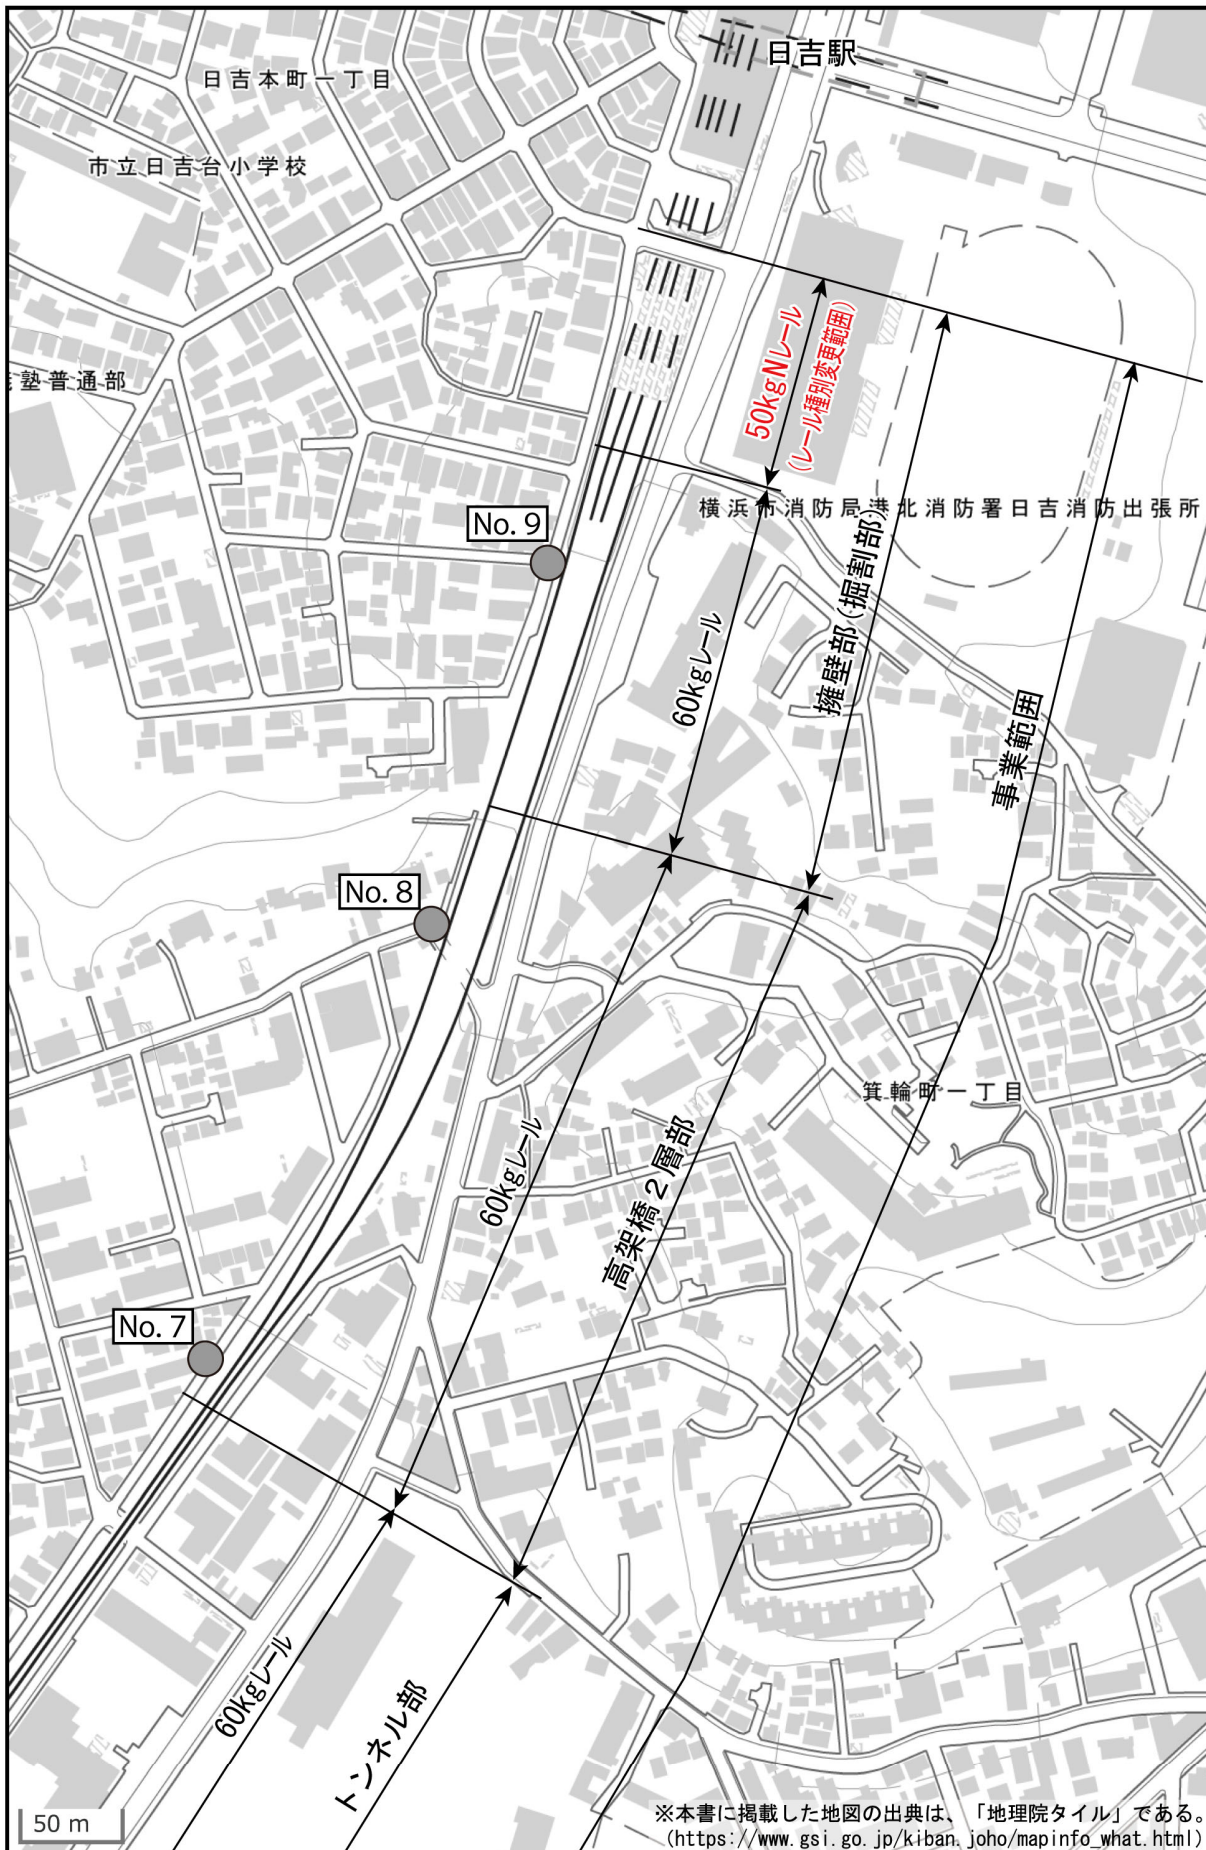 日吉駅
日吉本町一丁目
市立日吉台小学校
塾普通部
50kgNレール
(レール種別変更範囲)
横浜市消防局港北消防署日吉消防出張所
No. 9
60kgレール
擁壁部(掘割部)
事業範囲
No. 8
箕輪町一丁目
60kgレール
高架橋2層部
No. 7
60kgレール
トンネル部
50 m
※本書に掲載した地図の出典は、「地理院タイル」である。
(https://www.gsi.go.jp/kiban.joho/mapinfo_what.html)